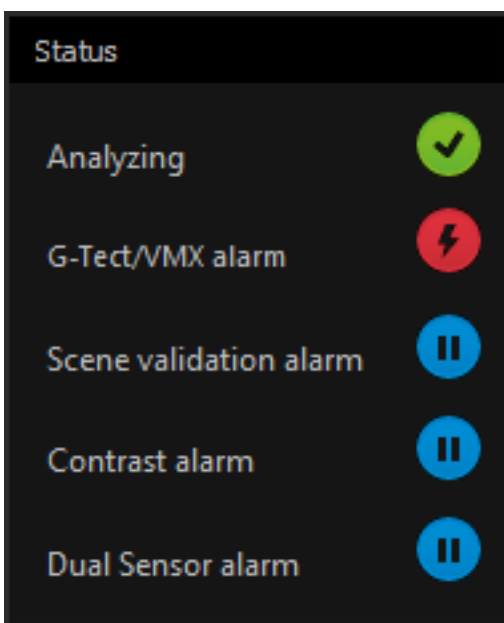 Status
Analyzing
G-Tect/VMX alarm
Scene validation alarm
Contrast alarm
Dual Sensor alarm